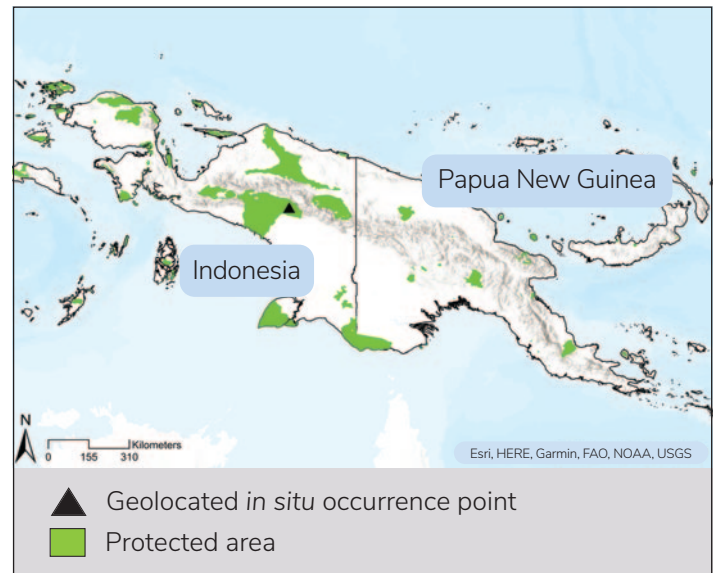 Papua New Guinea
Indonesia
N
Kilometers
0 155 310
Esri, HERE, Garmin, FAO, NOAA, USGS
Geolocated in situ occurrence point
Protected area